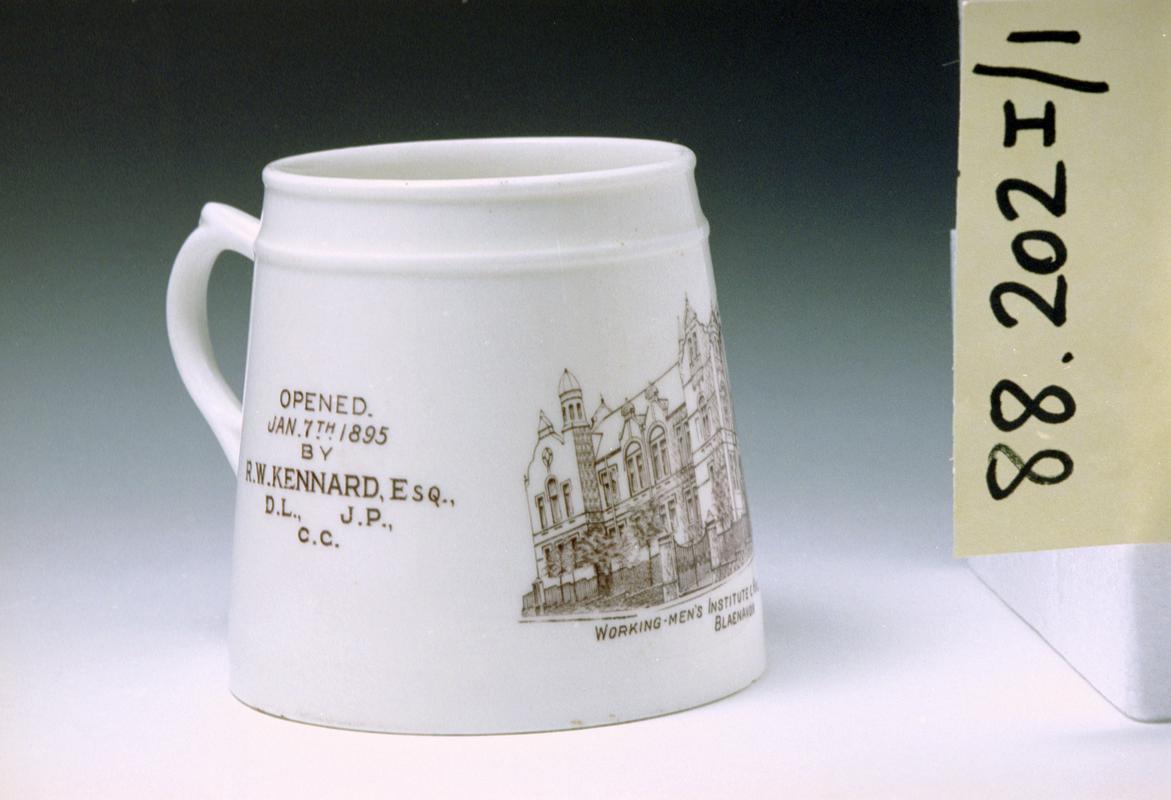 OPENED.
JAN. 7TH 1895
BY
R.W. KENNARD, ESQ.,
D.L., J.P.,
C.C.
WORKING-MEN'S INSTITUTE &
BLAENAVON
88.202I/1